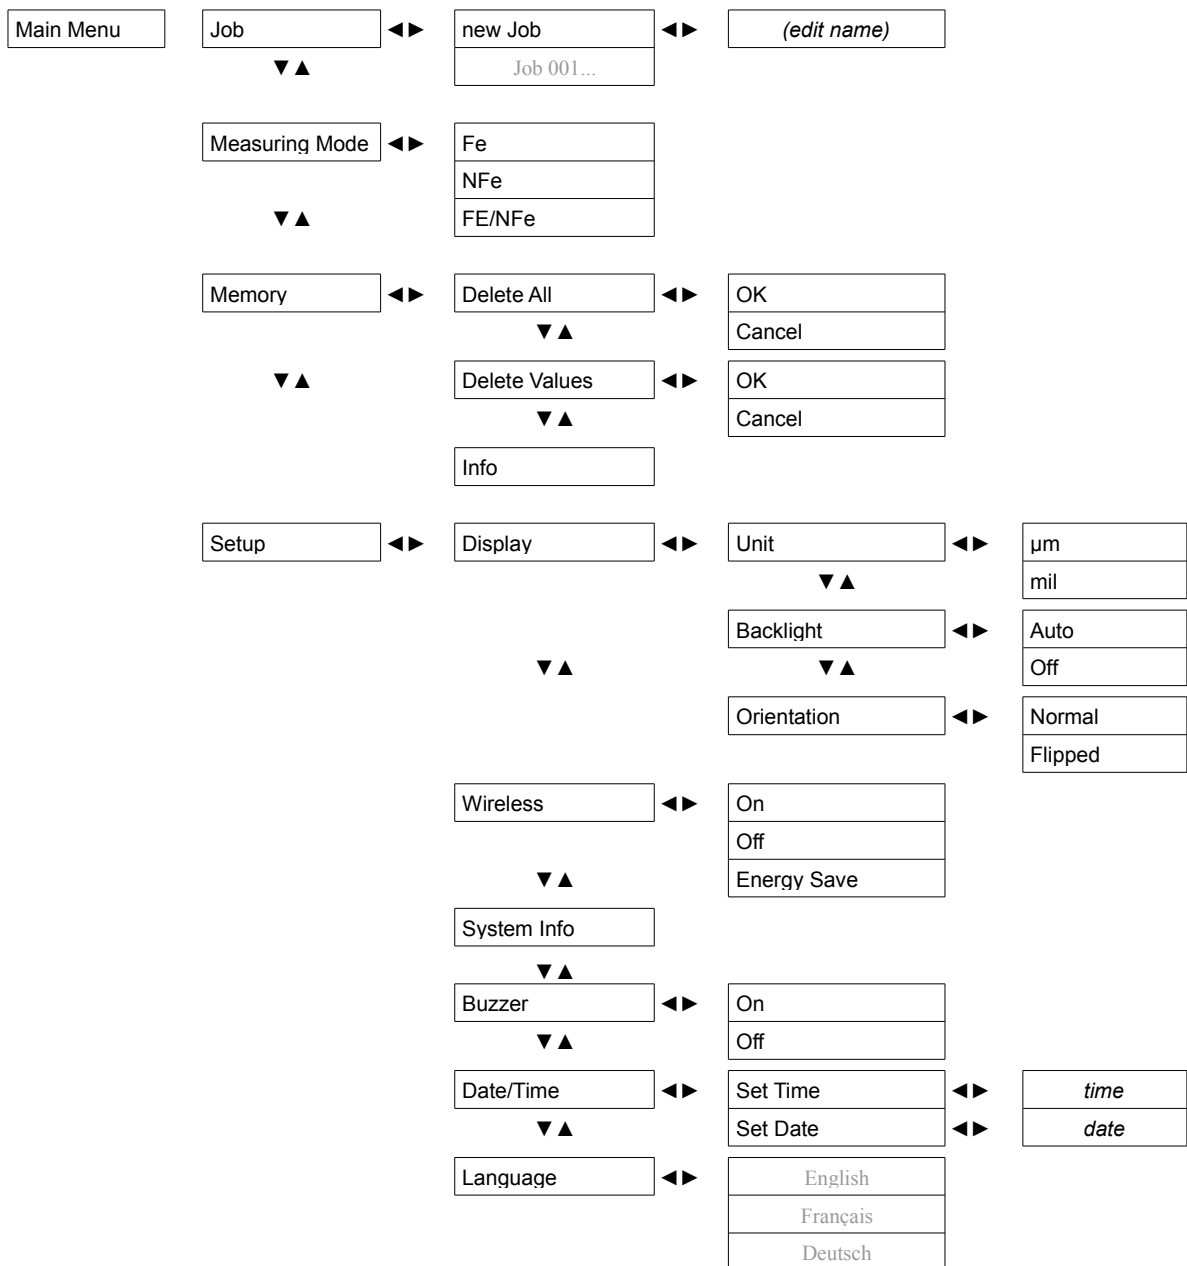 Main Menu Job ◄► new Job ◄► (edit name)
▼▲ Job 001...
Measuring Mode ◄► Fe
NFe
▼▲ FE/NFe
Memory ◄► Delete All ◄► OK
▼▲ Cancel
▼▲ Delete Values ◄► OK
▼▲ Cancel
Info
Setup ◄► Display ◄► Unit ◄► µm
▼▲ mil
Backlight ◄► Auto
▼▲ ▼▲ Off
Orientation ◄► Normal
Flipped
Wireless ◄► On
Off
▼▲ Energy Save
System Info
▼▲
Buzzer ◄► On
▼▲ Off
Date/Time ◄► Set Time ◄► time
▼▲ Set Date ◄► date
Language ◄► English
Français
Deutsch